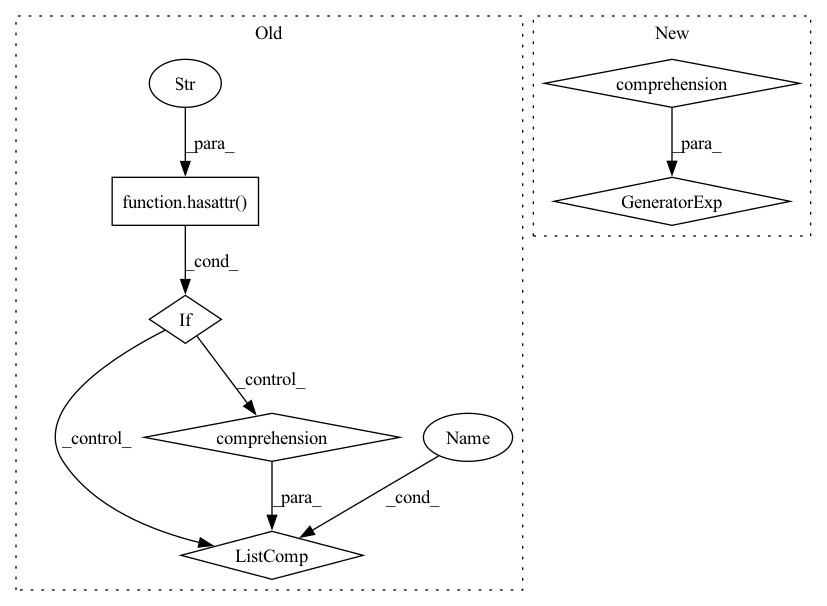 Old
New
Str
comprehension
_para_
_para_
function.hasattr()
GeneratorExp
_cond_
If
_control_
_control_
comprehension
Name
_para_
_cond_
ListComp